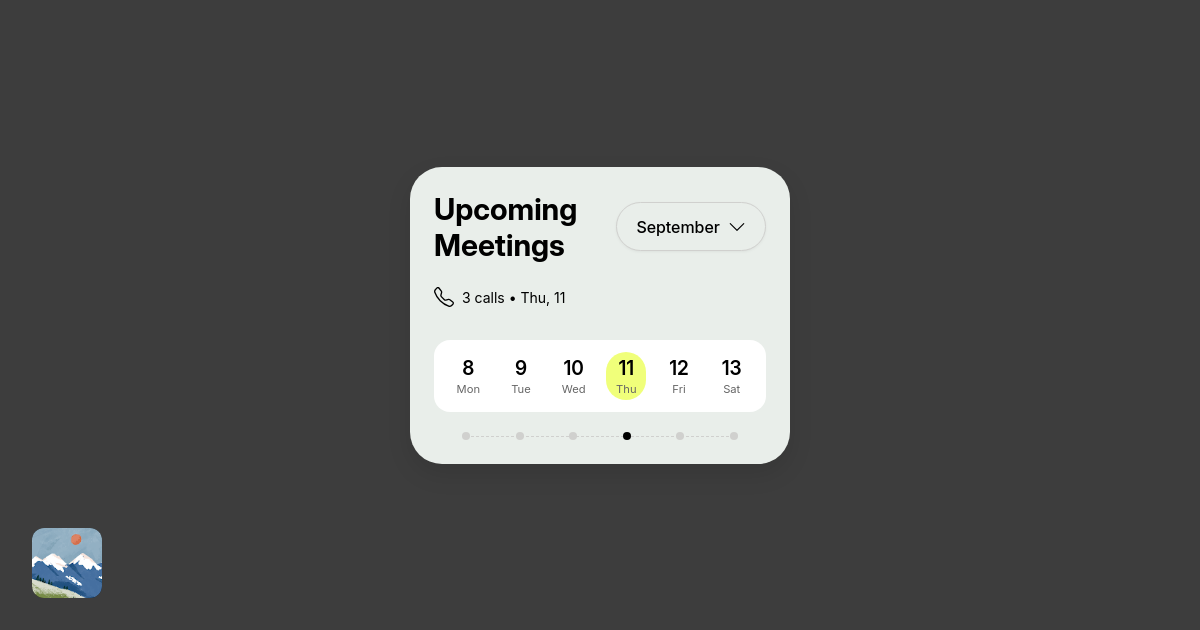 Upcoming
Meetings
September
3 calls • Thu, 11
8 9 10 11 12 13
Mon Tue Wed Thu Fri Sat